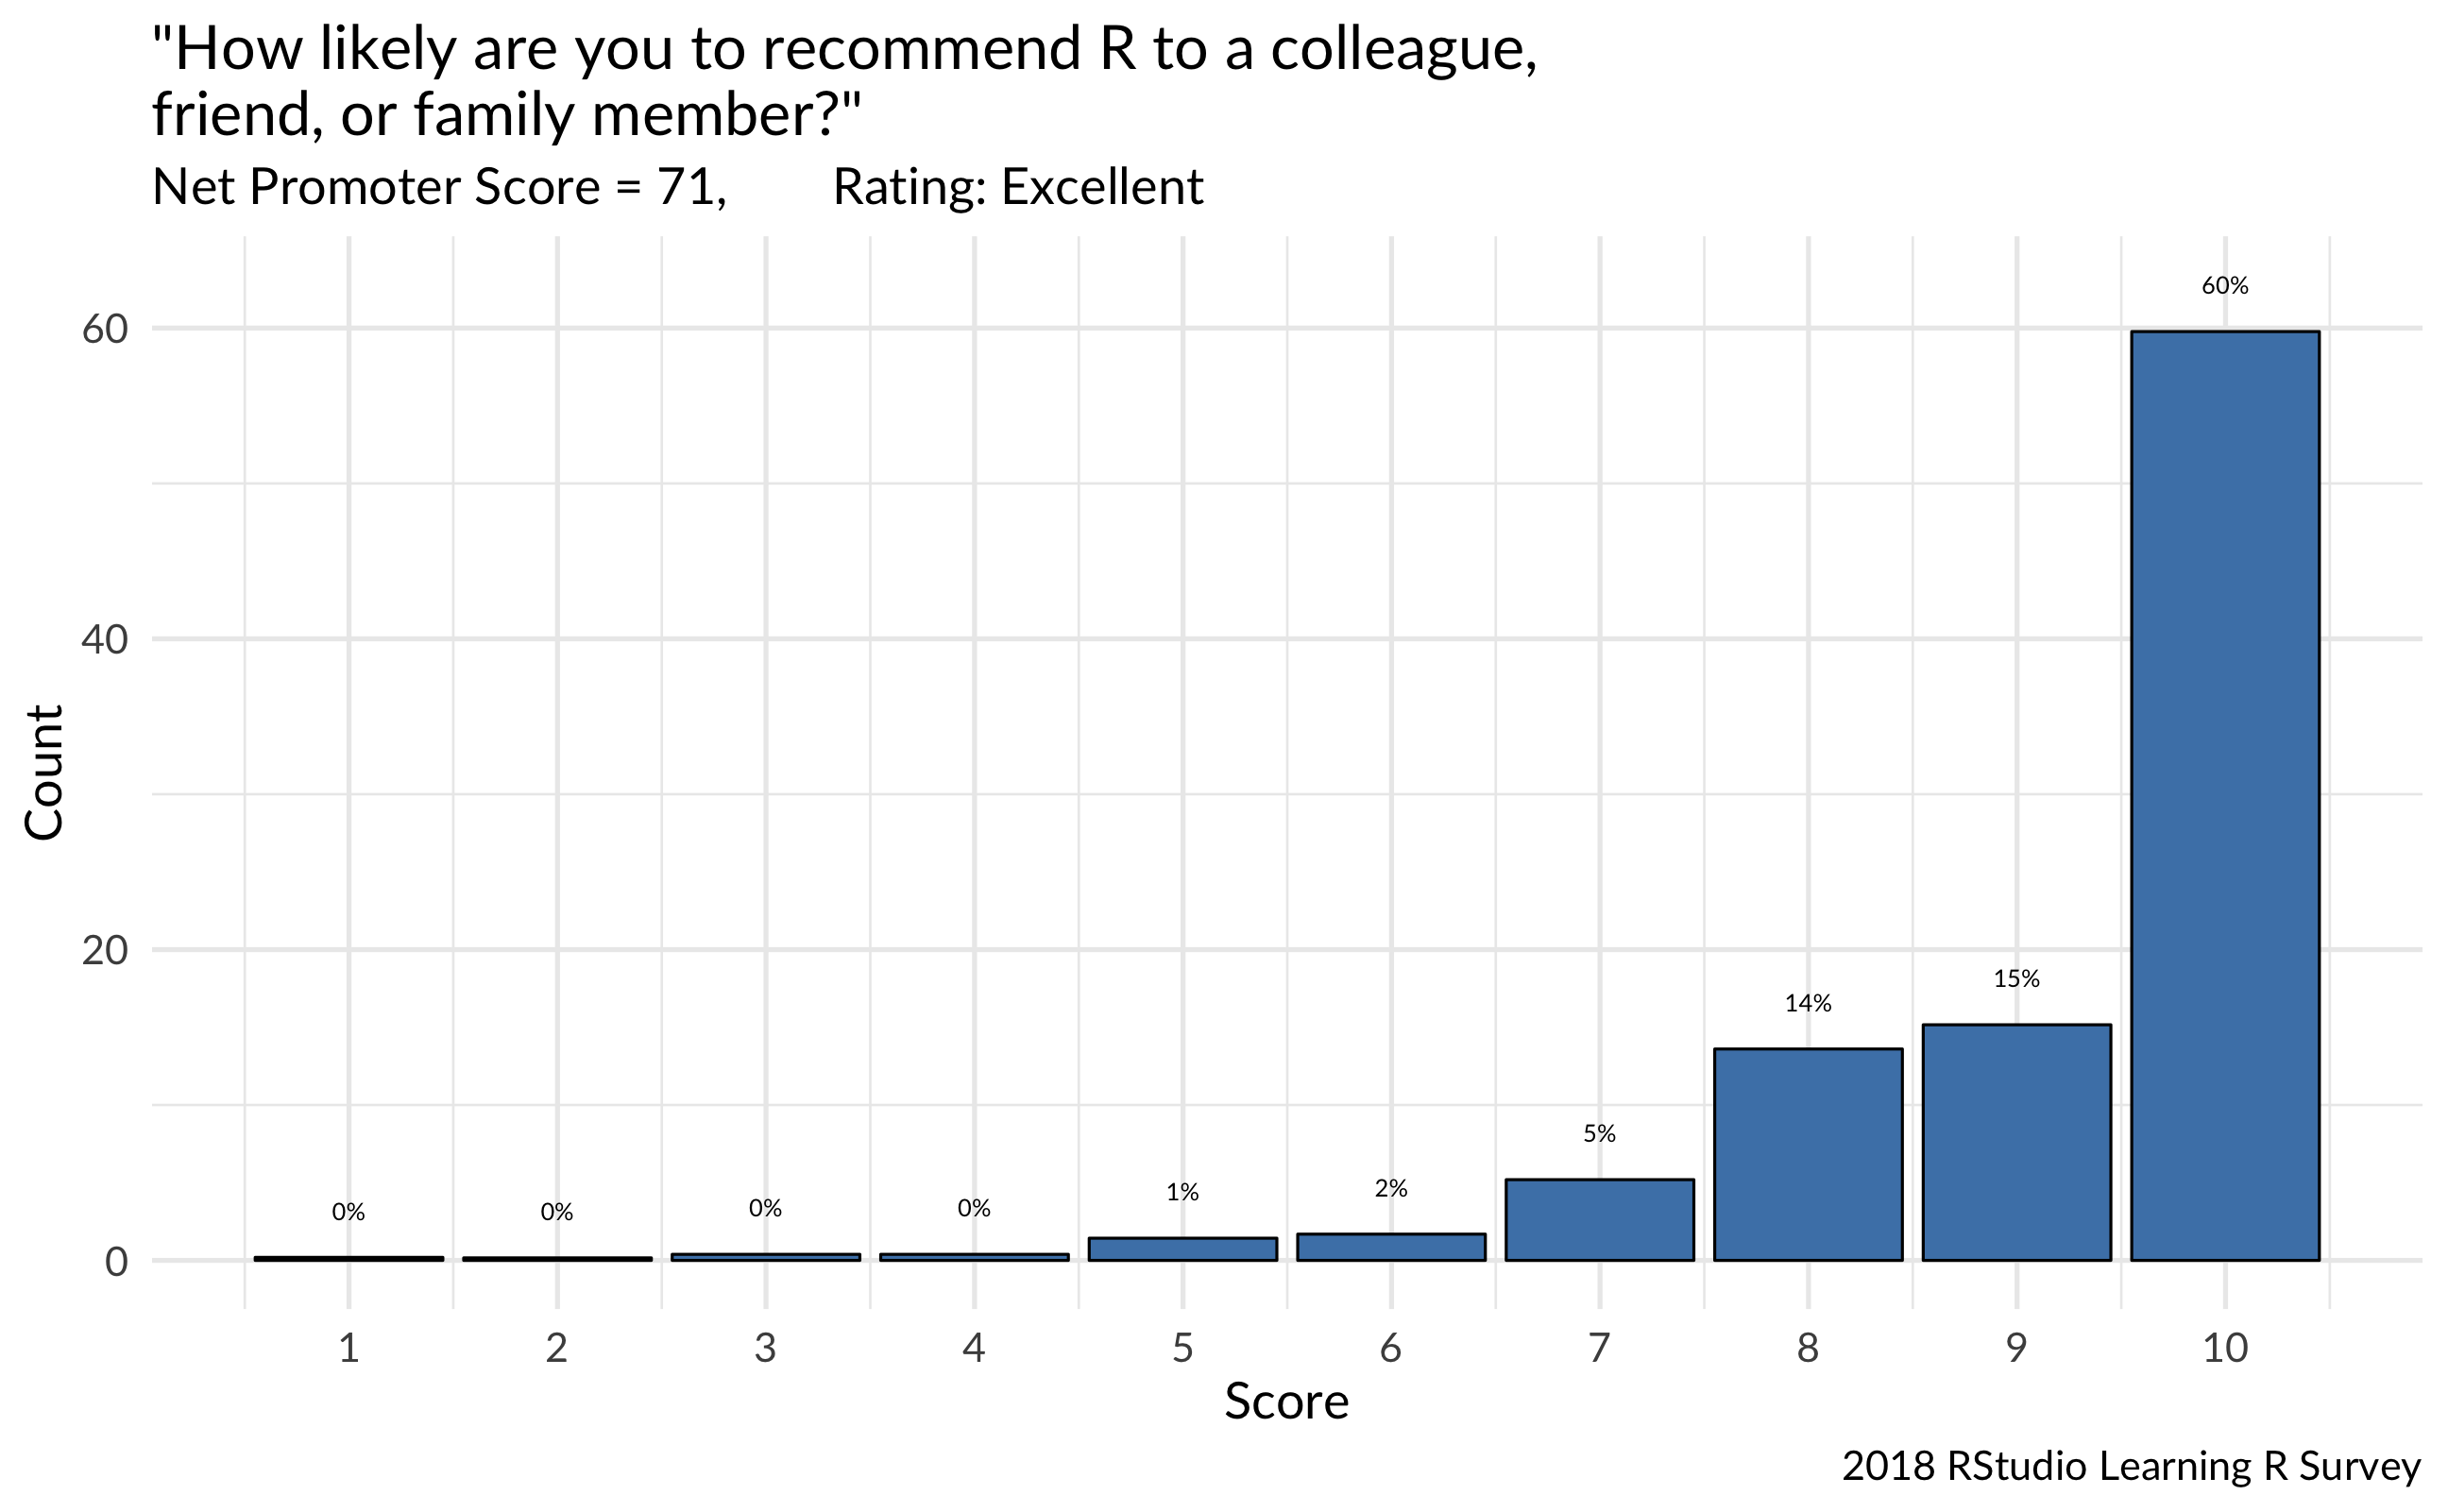 "How likely are you to recommend R to a colleague,
friend, or family member?"
Net Promoter Score = 71, Rating: Excellent
60%
60
40
Count
20
15%
14%
5%
2%
1%
0% 0% 0% 0%
0
1 2 3 4 5 6 7 8 9 10
Score
2018 RStudio Learning R Survey